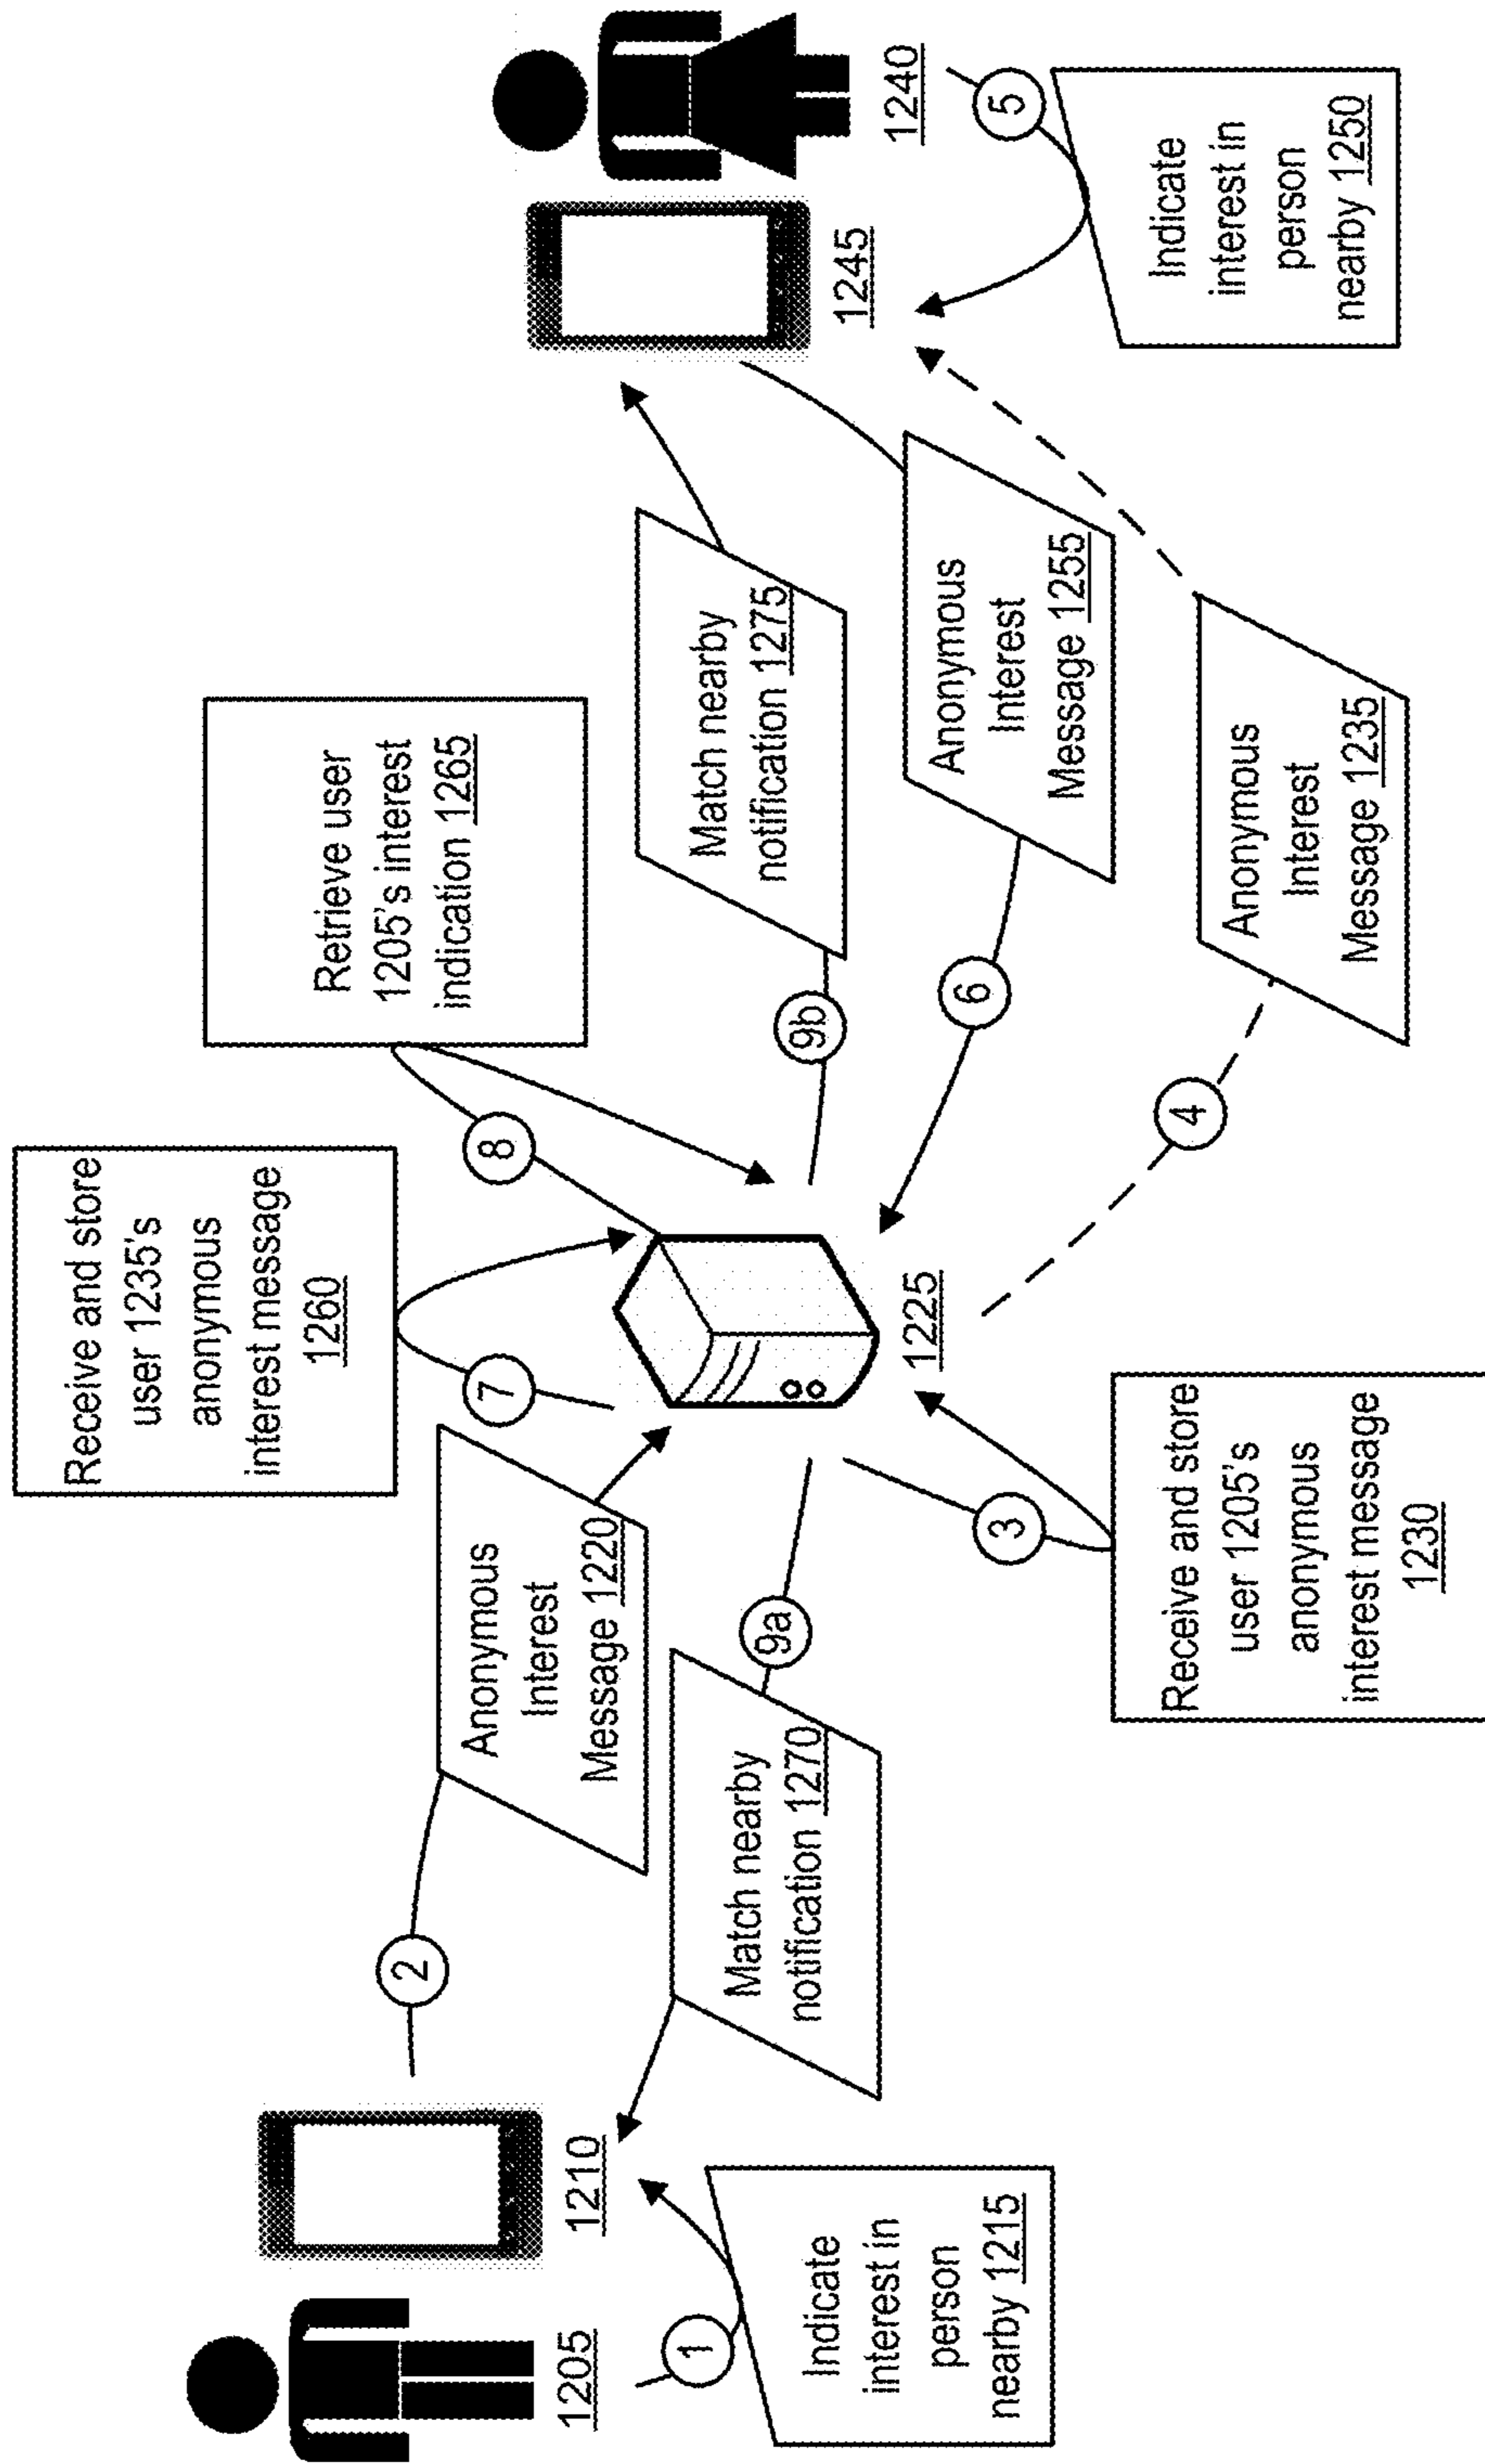 1205
1210
1
Indicate
interest in
person
nearby 1215
2
Anonymous
Interest
Message 1220
9a
Match nearby
notification 1270
3
Receive and store
user 1205's
anonymous
interest message
1230
7
Receive and store
user 1235's
anonymous
interest message
1260
1225
8
Retrieve user
1205's interest
indication 1265
9b
Match nearby
notification 1275
6
Anonymous
Interest
Message 1255
4
Anonymous
Interest
Message 1235
1245
1240
5
Indicate
interest in
person
nearby 1250